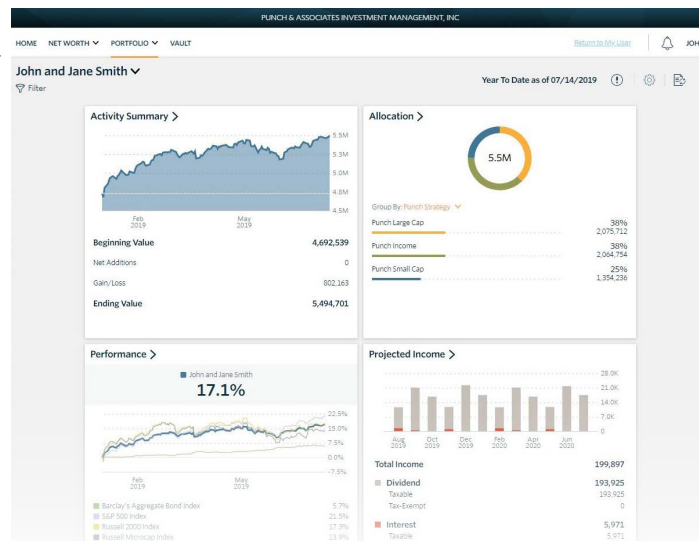 PUNCH & ASSOCIATES INVESTMENT MANAGEMENT, INC
HOME NET WORTH PORTFOLIO VAULT Return to My User JOH
John and Jane Smith
Filter
Year To Date as of 07/14/2019
Activity Summary
5.5M
5.3M
5.0M
4.8M
4.5M
Feb 2019
May 2019
Beginning Value 4,692,539
Net Additions 0
Gain/Loss 802,163
Ending Value 5,494,701
Allocation
5.5M
Group By: Punch Strategy
Punch Large Cap 38%
2,075,712
Punch Income 38%
2,064,754
Punch Small Cap 25%
1,354,236
Performance
John and Jane Smith
17.1%
22.5%
15.0%
7.5%
0.0%
-7.5%
Feb 2019
May 2019
Barclay's Aggregate Bond Index 5.7%
S&P 500 Index 21.5%
Russell 2000 Index 17.3%
Russell Microcap Index 13.9%
Projected Income
28.0K
21.0K
14.0K
7.0K
0
Aug 2019
Oct 2019
Dec 2019
Feb 2020
Apr 2020
Jun 2020
Total Income 199,897
Dividend 193,925
Taxable 193,925
Tax-Exempt 0
Interest 5,971
Taxable 5,971